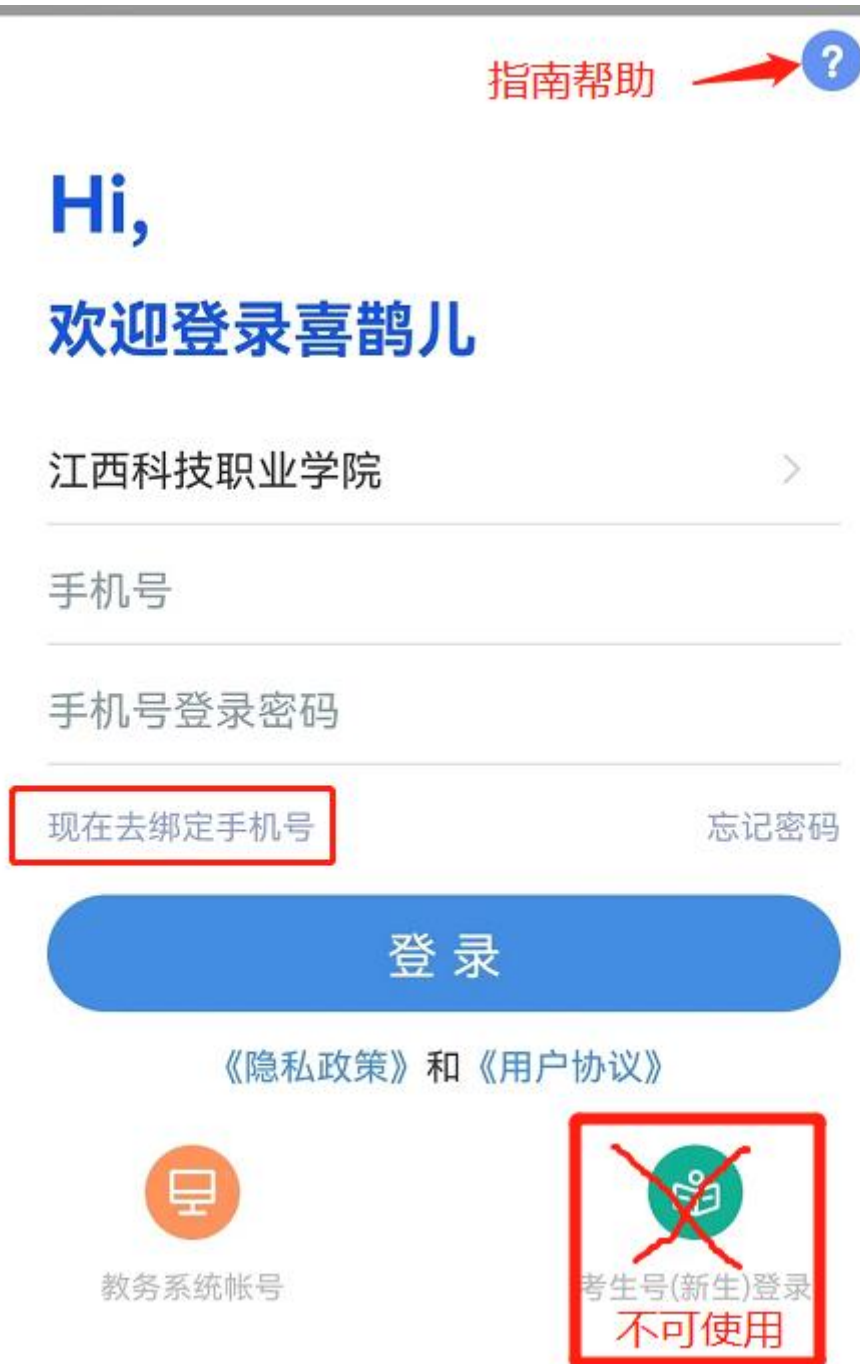 指南帮助
?
Hi,
欢迎登录喜鹊儿
江西科技职业学院
手机号
手机号登录密码
现在去绑定手机号 忘记密码
登录
《隐私政策》和《用户协议》
教务系统帐号 考生号(新生)登录
不可使用